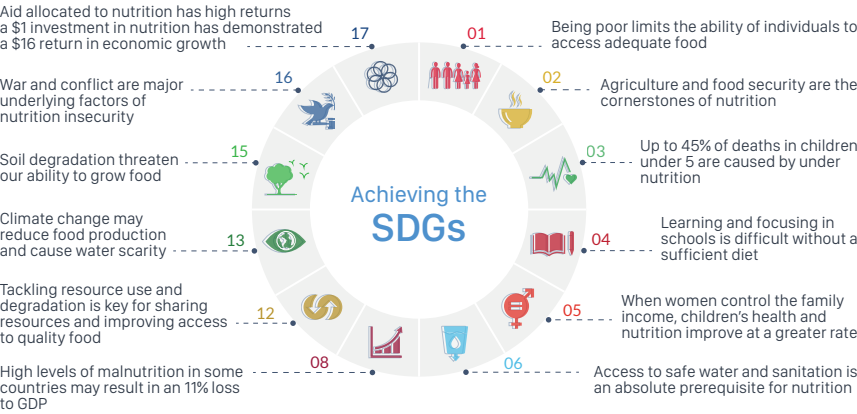 Aid allocated to nutrition has high returns
a $1 investment in nutrition has demonstrated
a $16 return in economic growth
17
01
Being poor limits the ability of individuals to
access adequate food
War and conflict are major
underlying factors of
nutrition insecurity
16
02
Agriculture and food security are the
cornerstones of nutrition
Soil degradation threaten
our ability to grow food
15
03
Up to 45% of deaths in children
under 5 are caused by under
nutrition
Achieving the
SDGs
Climate change may
reduce food production
and cause water scarity
13
04
Learning and focusing in
schools is difficult without a
sufficient diet
Tackling resource use and
degradation is key for sharing
resources and improving access
to quality food
12
05
When women control the family
income, children's health and
nutrition improve at a greater rate
High levels of malnutrition in some
countries may result in an 11% loss
to GDP
08
06
Access to safe water and sanitation is
an absolute prerequisite for nutrition